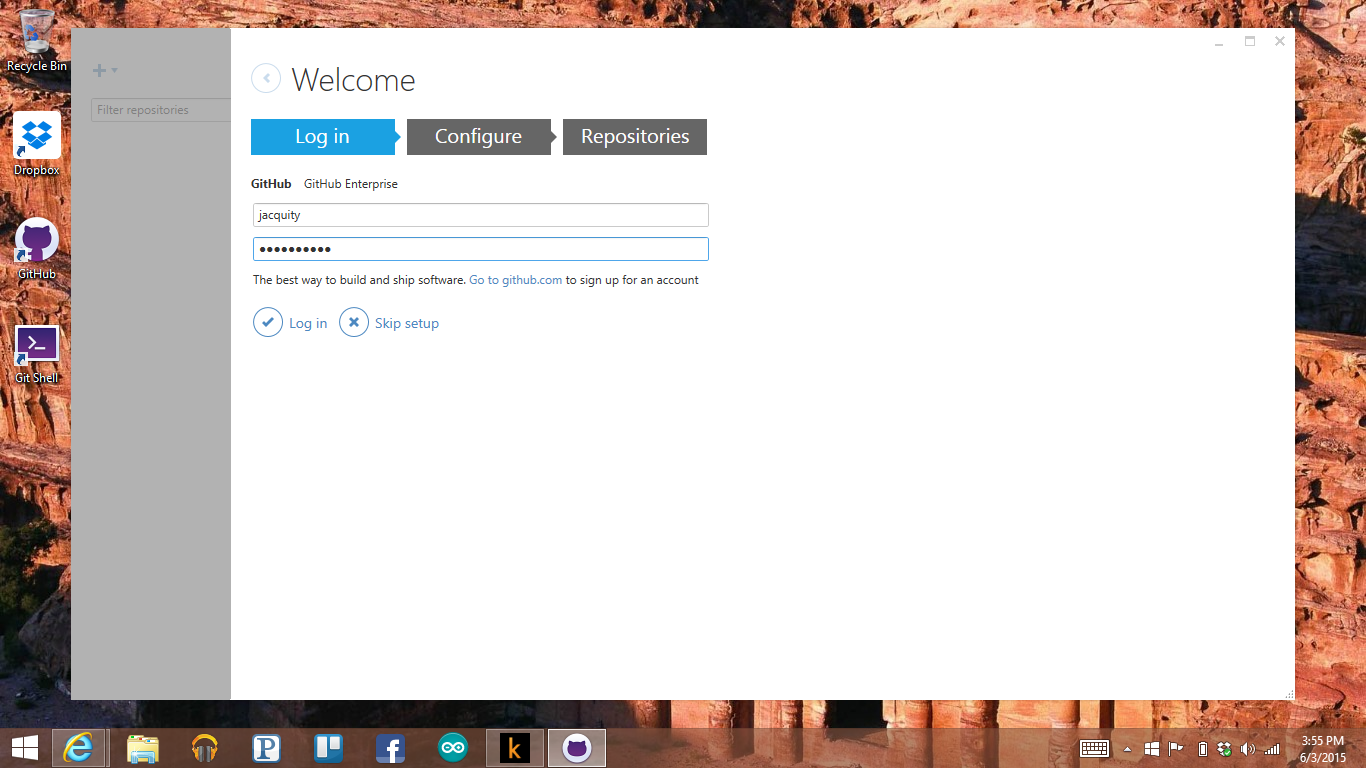 Recycle Bin
Dropbox
GitHub
Git Shell
Filter repositories
Welcome
Log in
Configure
Repositories
GitHub
GitHub Enterprise
jacquity
The best way to build and ship software. Go to github.com to sign up for an account
Log in
Skip setup
P
k
3:55 PM
6/3/2015